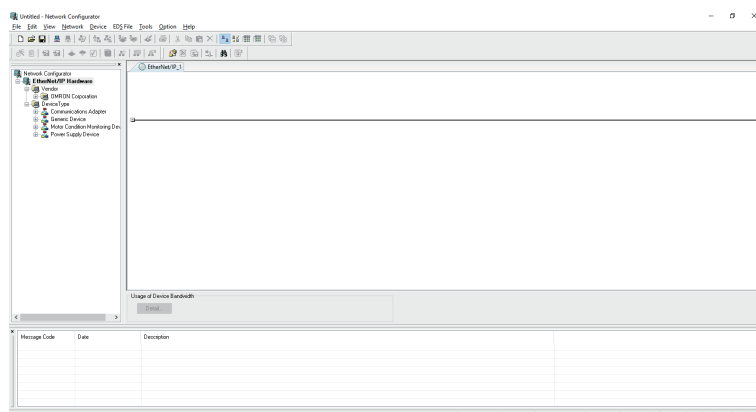 Untitled - Network Configurator
File Edit View Network Device EDS File Tools Option Help
EtherNet/IP_1
Network Configurator
EtherNet/IP Hardware
Vendor
OMRON Corporation
DeviceType
Communications Adapter
Generic Device
Motor Condition Monitoring Dev
Power Supply Device
Usage of Device Bandwidth
Detail...
Message Code Date Description